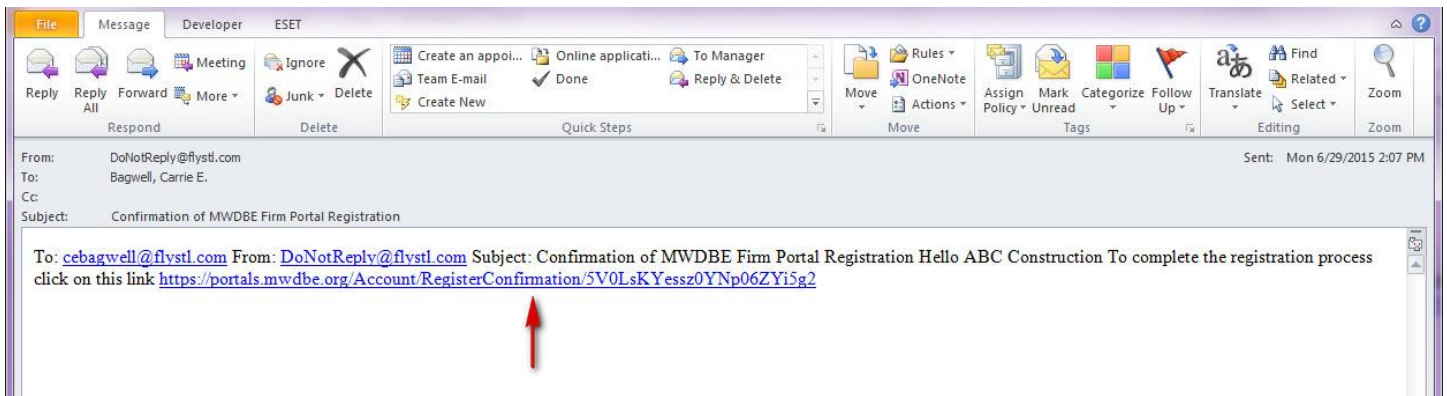 File Message Developer ESET
Reply
Reply All
Forward
Meeting
More
Respond
Ignore
Junk
Delete
Delete
Create an appoi...
Team E-mail
Create New
Online applicati...
Done
To Manager
Reply & Delete
Quick Steps
Move
Rules
OneNote
Actions
Move
Assign Policy
Mark Unread
Categorize
Follow Up
Tags
Translate
Find
Related
Select
Editing
Zoom
Zoom
From: DoNotReply@flystl.com
Sent: Mon 6/29/2015 2:07 PM
To: Bagwell, Carrie E.
Cc:
Subject: Confirmation of MWDBE Firm Portal Registration
To: cebagwell@flystl.com From: DoNotReply@flystl.com Subject: Confirmation of MWDBE Firm Portal Registration Hello ABC Construction To complete the registration process
click on this link https://portals.mwdbe.org/Account/RegisterConfirmation/5V0LsKYessz0YNp06ZYi5g2